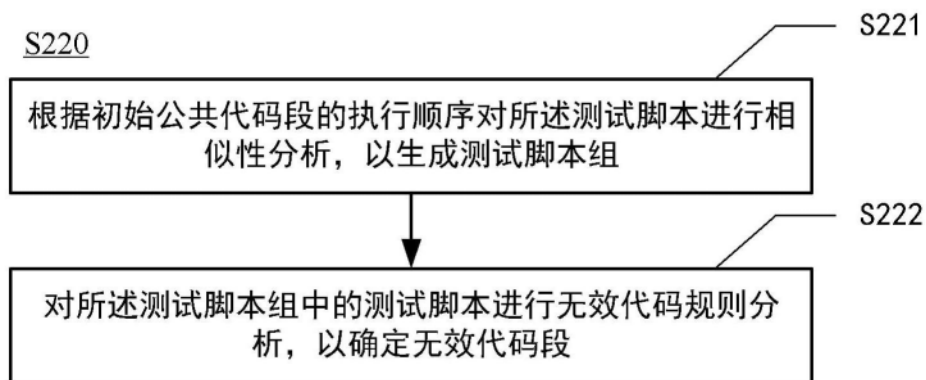 S220
S221
根据初始公共代码段的执行顺序对所述测试脚本进行相
似性分析，以生成测试脚本组
S222
对所述测试脚本组中的测试脚本进行无效代码规则分
析，以确定无效代码段